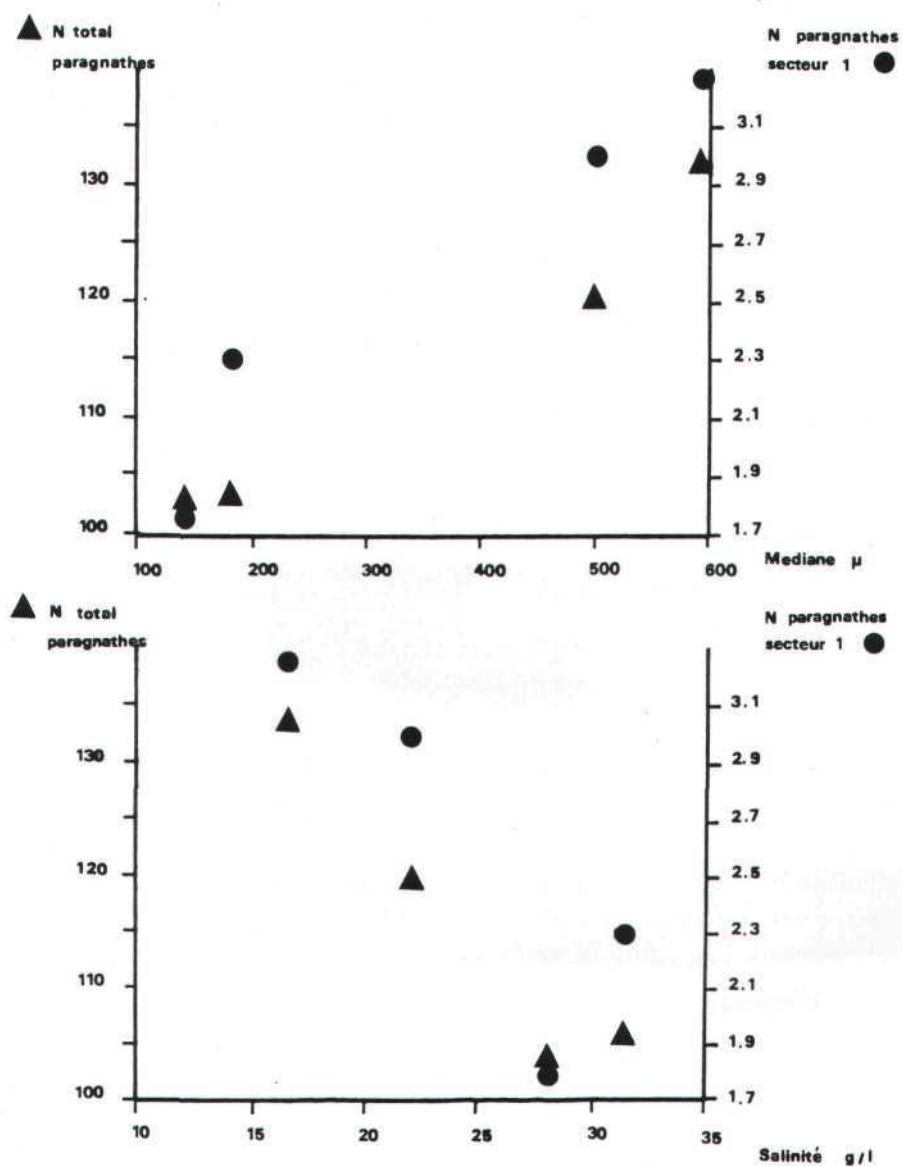 N total
paragnathes
N paragnathes
secteur 1
130
120
110
100
3.1
2.9
2.7
2.5
2.3
2.1
1.9
1.7
100 200 300 400 500 600
Mediane µ
N total
paragnathes
N paragnathes
secteur 1
130
120
110
100
3.1
2.9
2.7
2.5
2.3
2.1
1.9
1.7
10 15 20 25 30 35
Salinité g/l